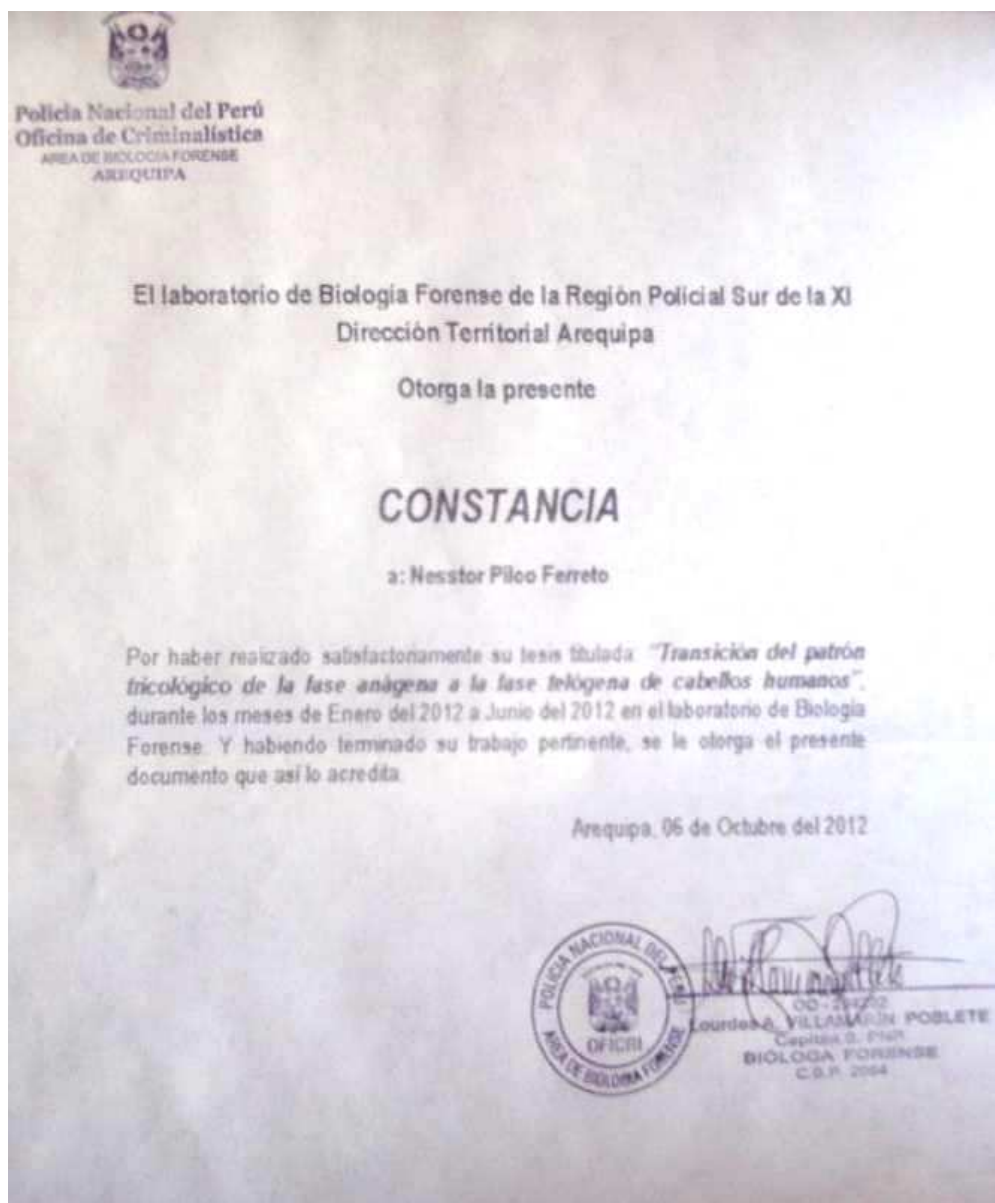 Policía Nacional del Perú
Oficina de Criminalística
AREA DE BIOLOGIA FORENSE
AREQUIPA
El laboratorio de Biología Forense de la Región Policial Sur de la XI
Dirección Territorial Arequipa
Otorga la presente
CONSTANCIA
a: Nesstor Pilco Ferreto
Por haber realizado satisfactoriamente su tesis titulada "Transición del patrón
tricológico de la fase anágena a la fase telógena de cabellos humanos",
durante los meses de Enero del 2012 a Junio del 2012 en el laboratorio de Biología
Forense. Y habiendo terminado su trabajo pertinente, se le otorga el presente
documento que así lo acredita.
Arequipa, 06 de Octubre del 2012
POLICIA NACIONAL DEL PERU
OFICRI
AREA DE BIOLOGIA FORENSE
Lourdes A. VILLAMARIN POBLETE
Capitán S. PNP
BIÓLOGA FORENSE
C.B.P. 2064